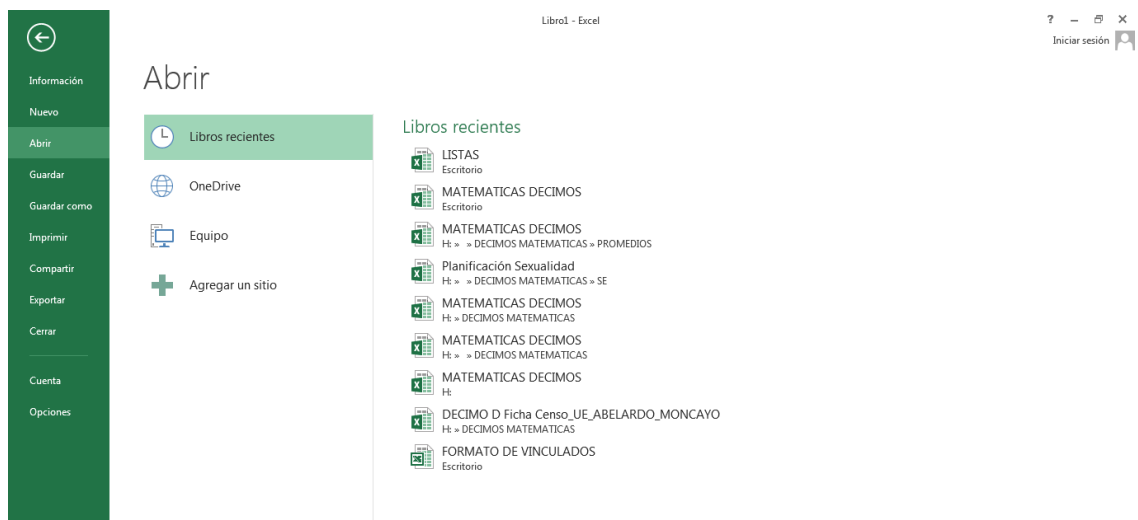 Libro1 - Excel
?
Iniciar sesión
Información
Nuevo
Abrir
Guardar
Guardar como
Imprimir
Compartir
Exportar
Cerrar
Cuenta
Opciones
Abrir
Libros recientes
OneDrive
Equipo
Agregar un sitio
Libros recientes
LISTAS
Escritorio
MATEMATICAS DECIMOS
Escritorio
MATEMATICAS DECIMOS
H: » » DECIMOS MATEMATICAS » PROMEDIOS
Planificación Sexualidad
H: » » DECIMOS MATEMATICAS » SE
MATEMATICAS DECIMOS
H: » DECIMOS MATEMATICAS
MATEMATICAS DECIMOS
H: » » DECIMOS MATEMATICAS
MATEMATICAS DECIMOS
H:
DECIMO D Ficha Censo_UE_ABELARDO_MONCAYO
H: » DECIMOS MATEMATICAS
FORMATO DE VINCULADOS
Escritorio